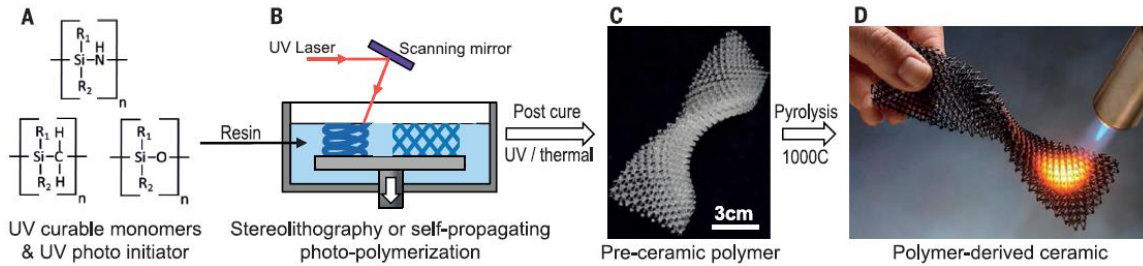 A
R1
H
Si
N
R2
n
R1
H
Si
C
R2
H
n
R1
Si
O
R2
n
UV curable monomers
& UV photo initiator
B
UV Laser
Scanning mirror
Resin
Stereolithography or self-propagating
photo-polymerization
Post cure
UV / thermal
C
3cm
Pre-ceramic polymer
Pyrolysis
1000C
D
Polymer-derived ceramic